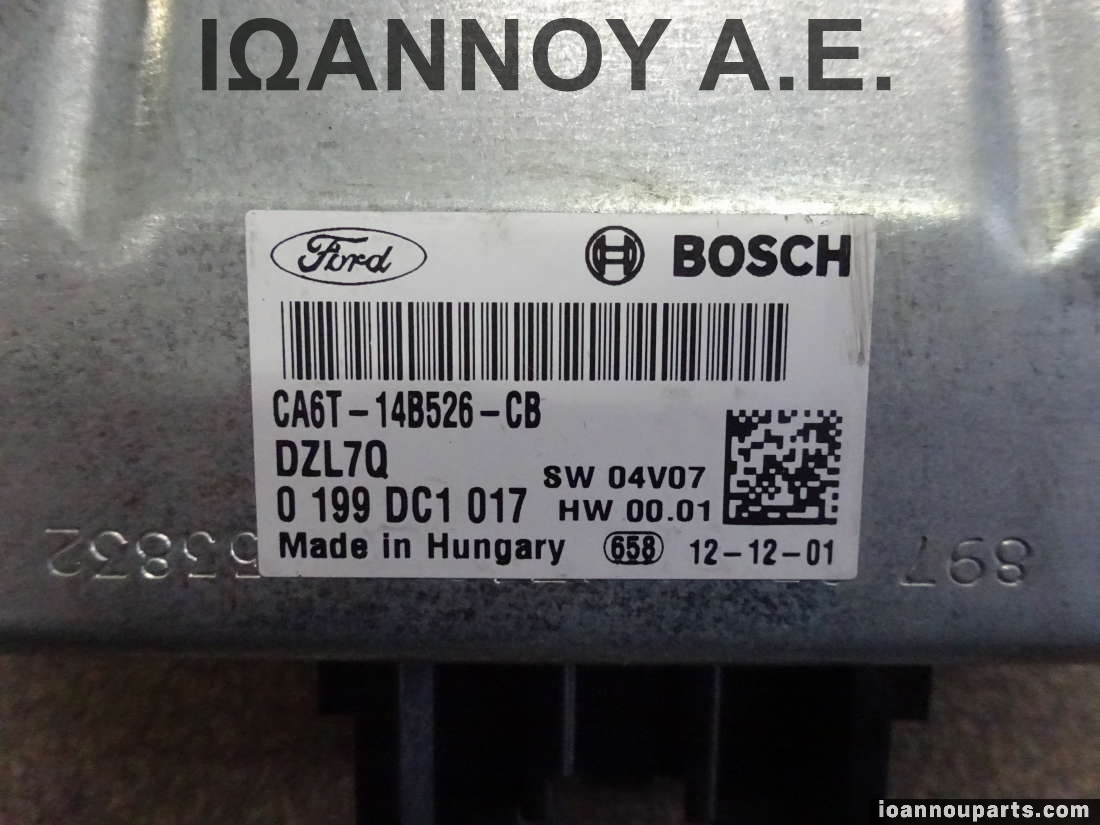 ΙΩΑΝΝΟΥ Α.Ε.
Ford BOSCH
CA6T-14B526-CB
DZL7Q
SW 04V07
0 199 DC1 017
HW 00.01
Made in Hungary 658 12-12-01
ioannouparts.com